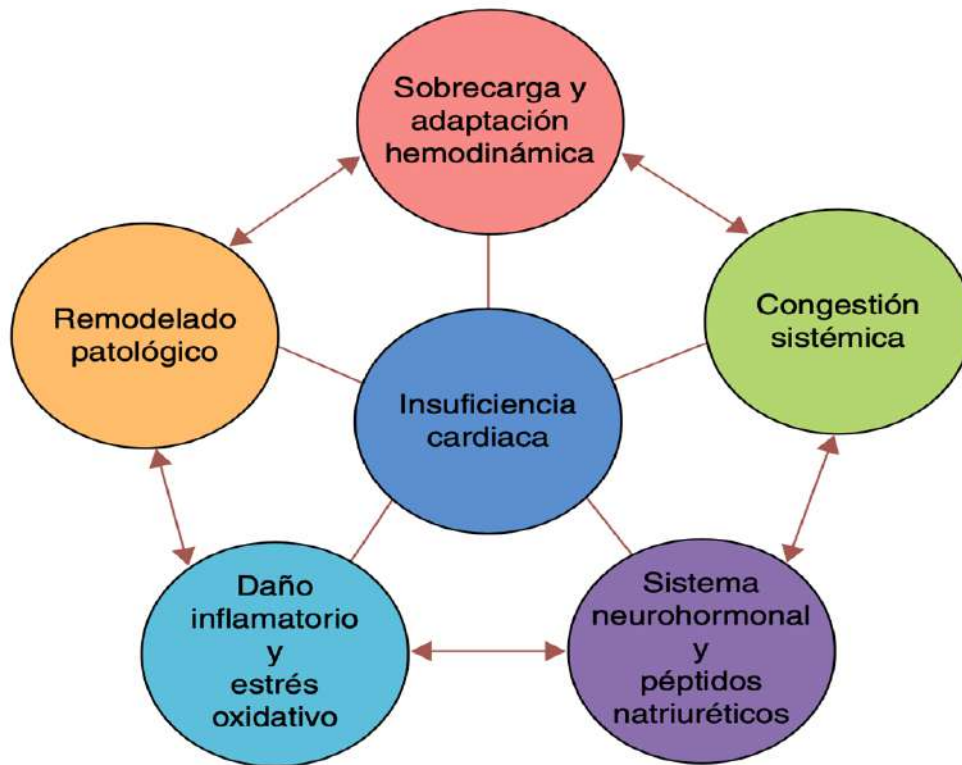 Sobrecarga y
adaptación
hemodinámica
Remodelado
patológico
Congestión
sistémica
Insuficiencia
cardiaca
Daño
inflamatorio
y
estrés
oxidativo
Sistema
neurohormonal
y
péptidos
natriuréticos